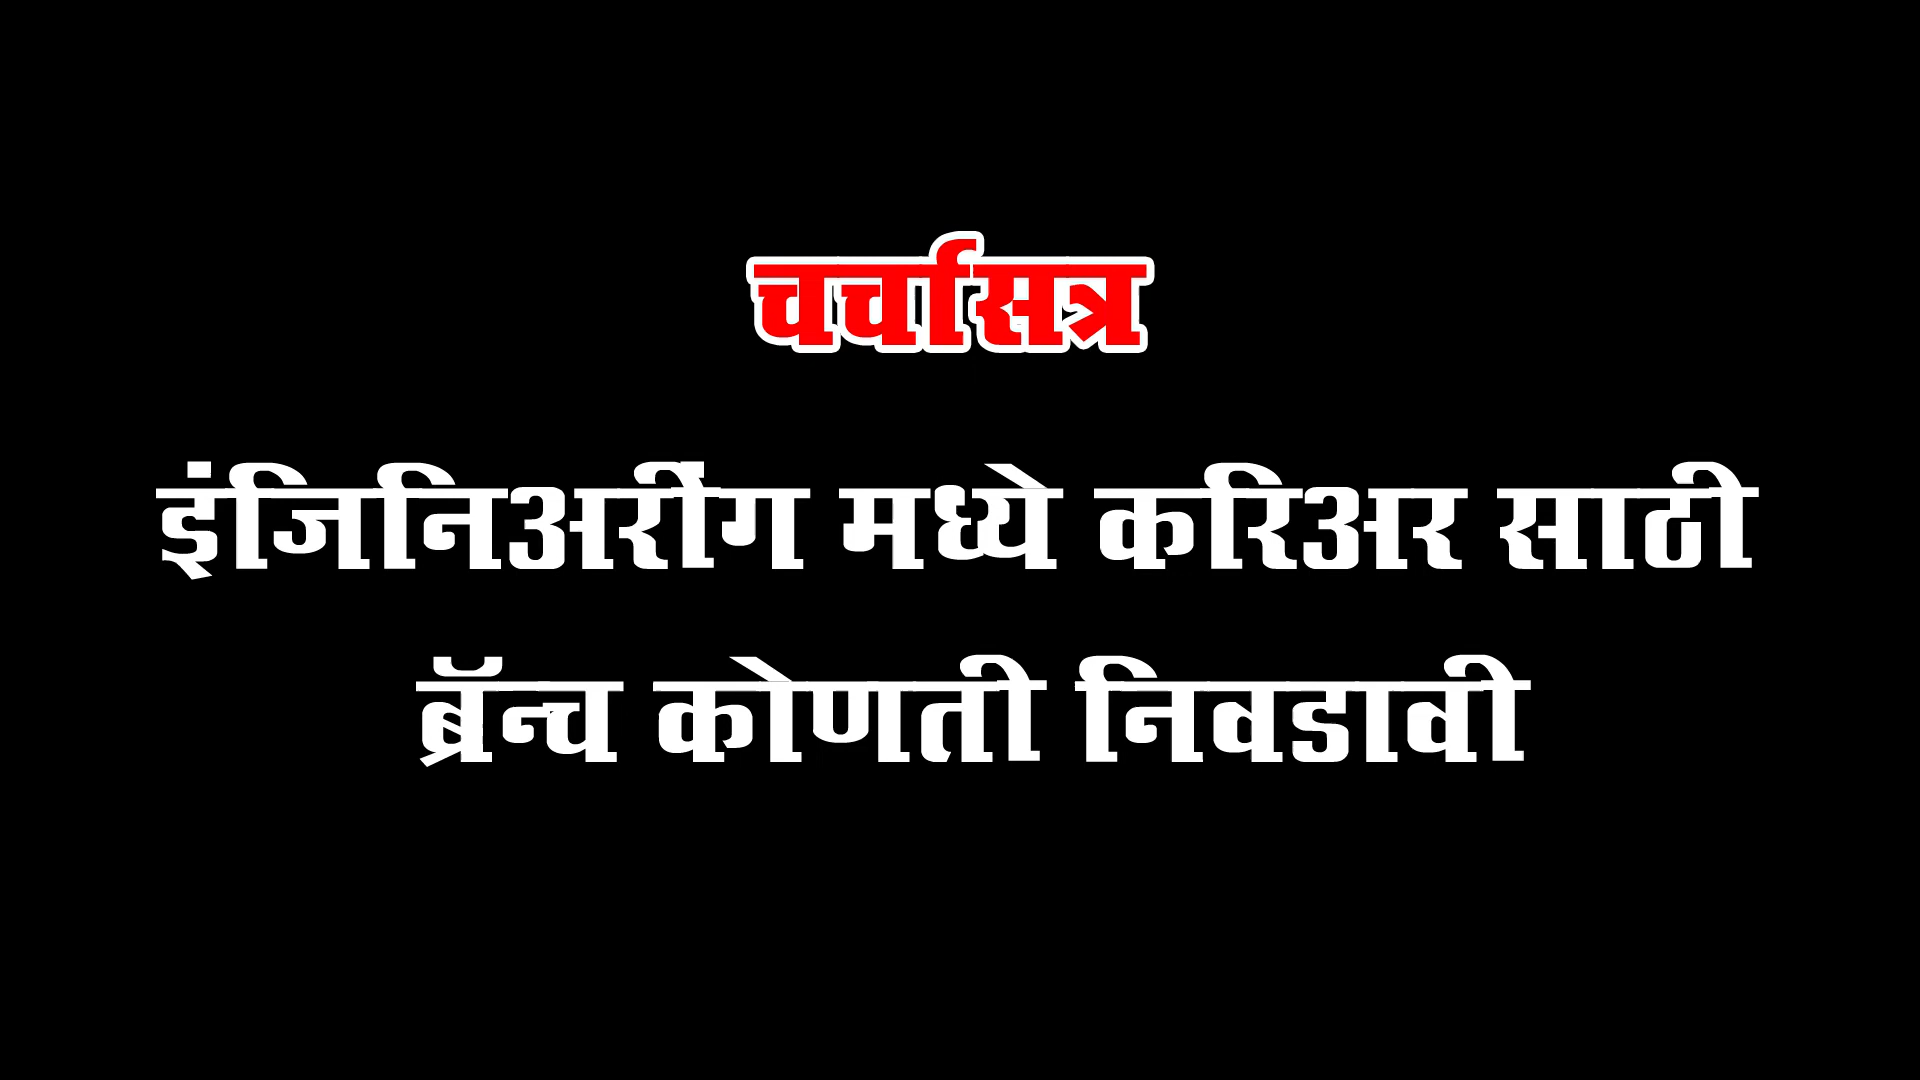 चर्चासत्र
इंजिनिअरींग मध्ये करिअर साठी
ब्रॅन्च कोणती निवडावी